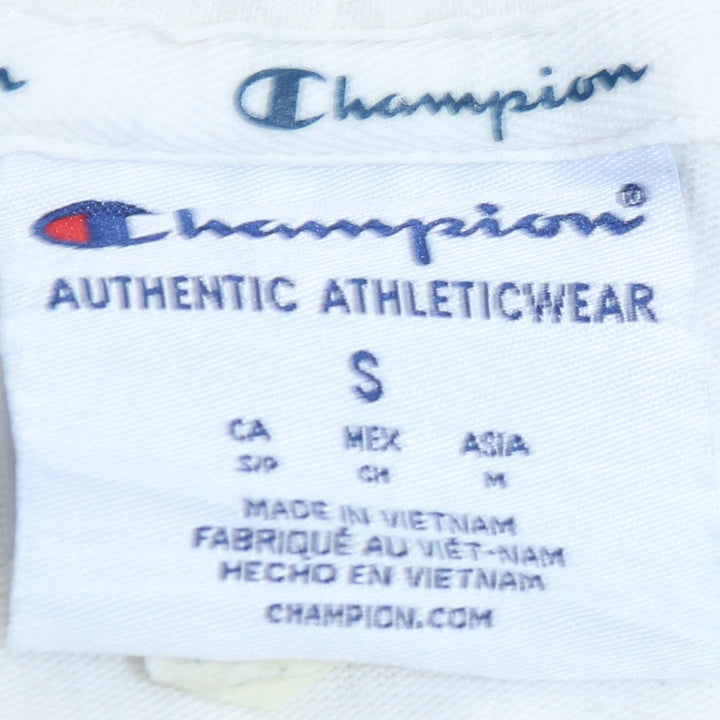 Champion
Champion®
AUTHENTIC ATHLETICWEAR
S
CA MEX ASIA
S/P CH M
MADE IN VIETNAM
FABRIQUÉ AU VIÊT-NAM
HECHO EN VIETNAM
CHAMPION.COM